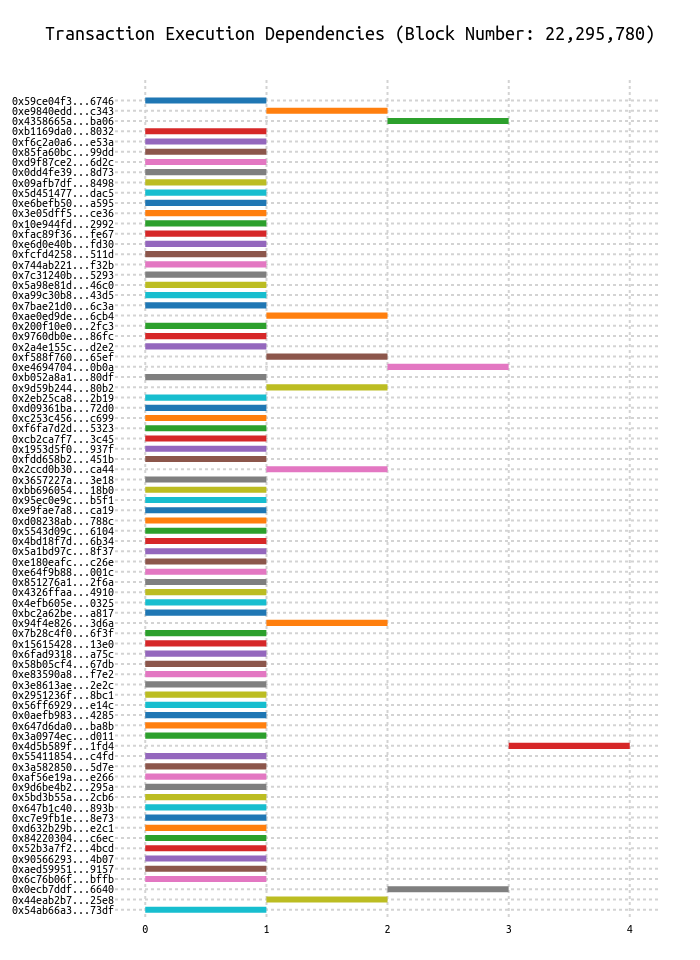 Transaction Execution Dependencies (Block Number: 22,295,780)
0x59ce04f3...6746
0xe9840edd...c343
0x4358665a...ba06
0xb1169da0...8032
0xf6c2a0a6...e53a
0x85fa60bc...99dd
0xd9f87ce2...6d2c
0x0dd4fe39...8d73
0x09afb7df...8498
0x5d451477...dac5
0xe6befb50...a595
0x3e05dff5...ce36
0x10e944fd...2992
0xfac89f36...fe67
0xe6d0e40b...fd30
0xfcfd4258...511d
0x744ab221...f32b
0x7c31240b...5293
0x5a98e81d...46c0
0xa99c30b8...43d5
0x7bae21d0...6c3a
0xae0ed9de...6cb4
0x200f10e0...2fc3
0x9760db0e...86fc
0x2a4e155c...d2e2
0xf588f760...65ef
0xe4694704...0b0a
0xb052a8a1...80df
0x9d59b244...80b2
0x2eb25ca8...2b19
0xd09361ba...72d0
0xc253c456...c699
0xf6fa7d2d...5323
0xcb2ca7f7...3c45
0x1953d5f0...937f
0xfdd658b2...451b
0x2ccd0b30...ca44
0x3657227a...3e18
0xbb696054...18b0
0x95ec0e9c...b5f1
0xe9fae7a8...ca19
0xd08238ab...788c
0x5543d09c...6104
0x4bd18f7d...6b34
0x5a1bd97c...8f37
0xe180eafc...c26e
0xe64f9b88...001c
0x851276a1...2f6a
0x4326ffaa...4910
0x4efb605e...0325
0xbc2a62be...a817
0x94f4e826...3d6a
0x7b28c4f0...6f3f
0x15615428...13e0
0x6fad9318...a75c
0x58b05cf4...67db
0xe83590a8...f7e2
0x3e8613ae...2e2c
0x2951236f...8bc1
0x56ff6929...e14c
0x0aefb983...4285
0x647d6da0...ba8b
0x3a0974ec...d011
0x4d5b589f...1fd4
0x55411854...c4fd
0x3a582850...5d7e
0xaf56e19a...e266
0x9d6be4b2...295a
0x5bd3b55a...2cb6
0x647b1c40...893b
0xc7e9fb1e...8e73
0xd632b29b...e2c1
0x84220304...c6ec
0x52b3a7f2...4bcd
0x90566293...4b07
0xaed59951...9157
0x6c76b06f...bffb
0x0ecb7ddf...6640
0x44eab2b7...25e8
0x54ab66a3...73df
0 1 2 3 4